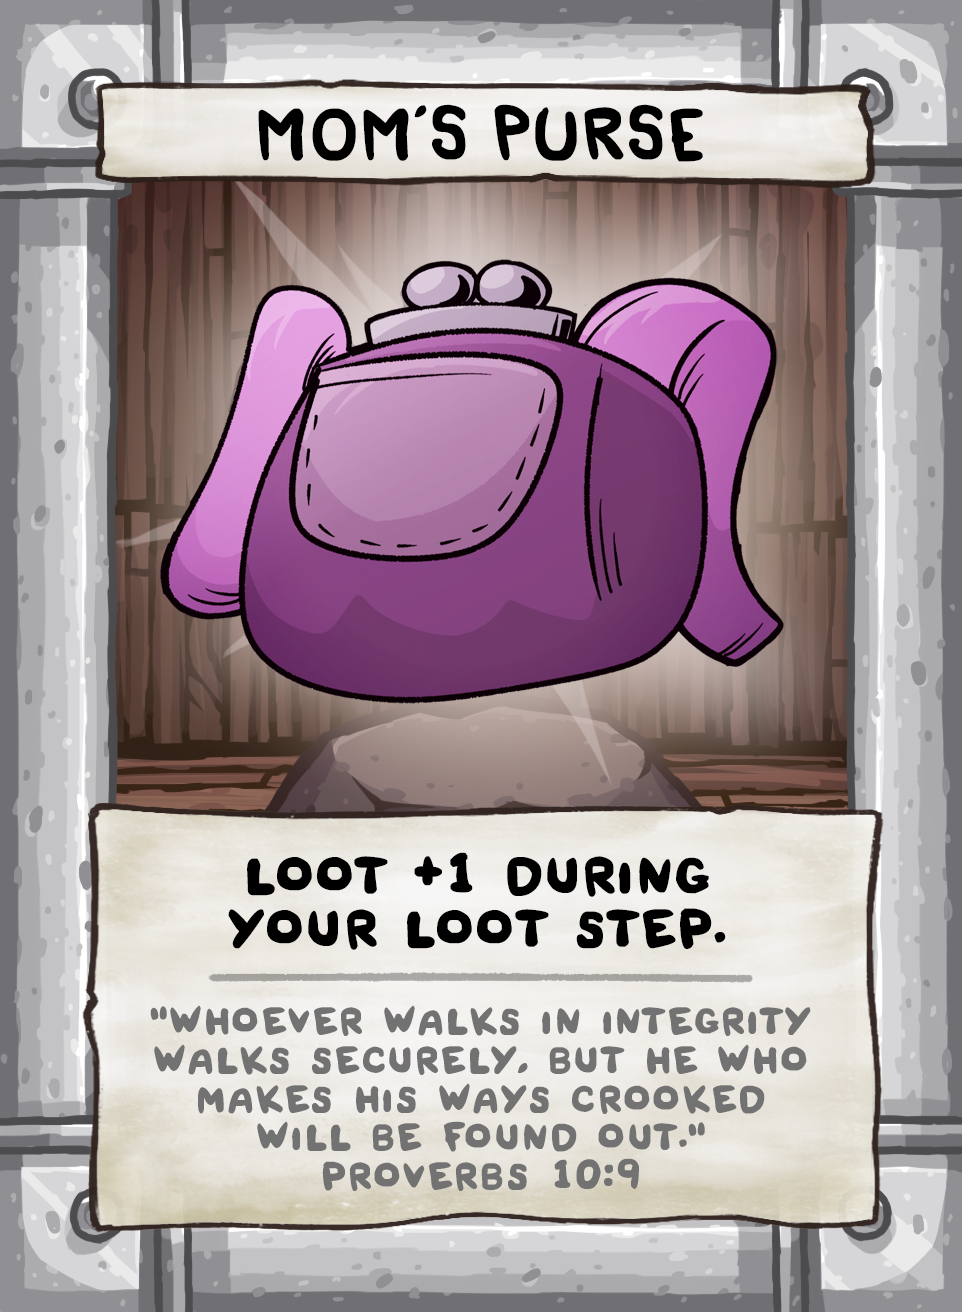 MOM'S PURSE
LOOT +1 DURING
YOUR LOOT STEP.
"WHOEVER WALKS IN INTEGRITY
WALKS SECURELY, BUT HE WHO
MAKES HIS WAYS CROOKED
WILL BE FOUND OUT."
PROVERBS 10:9